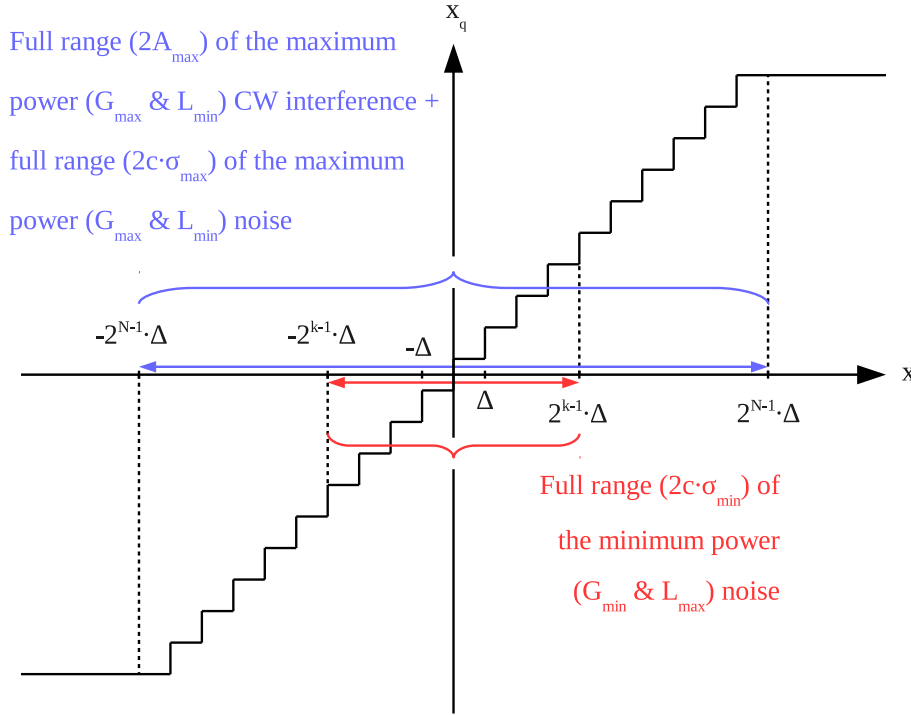 x_q
Full range (2A_max) of the maximum
power (G_max & L_min) CW interference +
full range (2c·σ_max) of the maximum
power (G_max & L_min) noise
-2^N-1·Δ
-2^k-1·Δ
-Δ
x
Δ
2^k-1·Δ
2^N-1·Δ
Full range (2c·σ_min) of
the minimum power
(G_min & L_max) noise